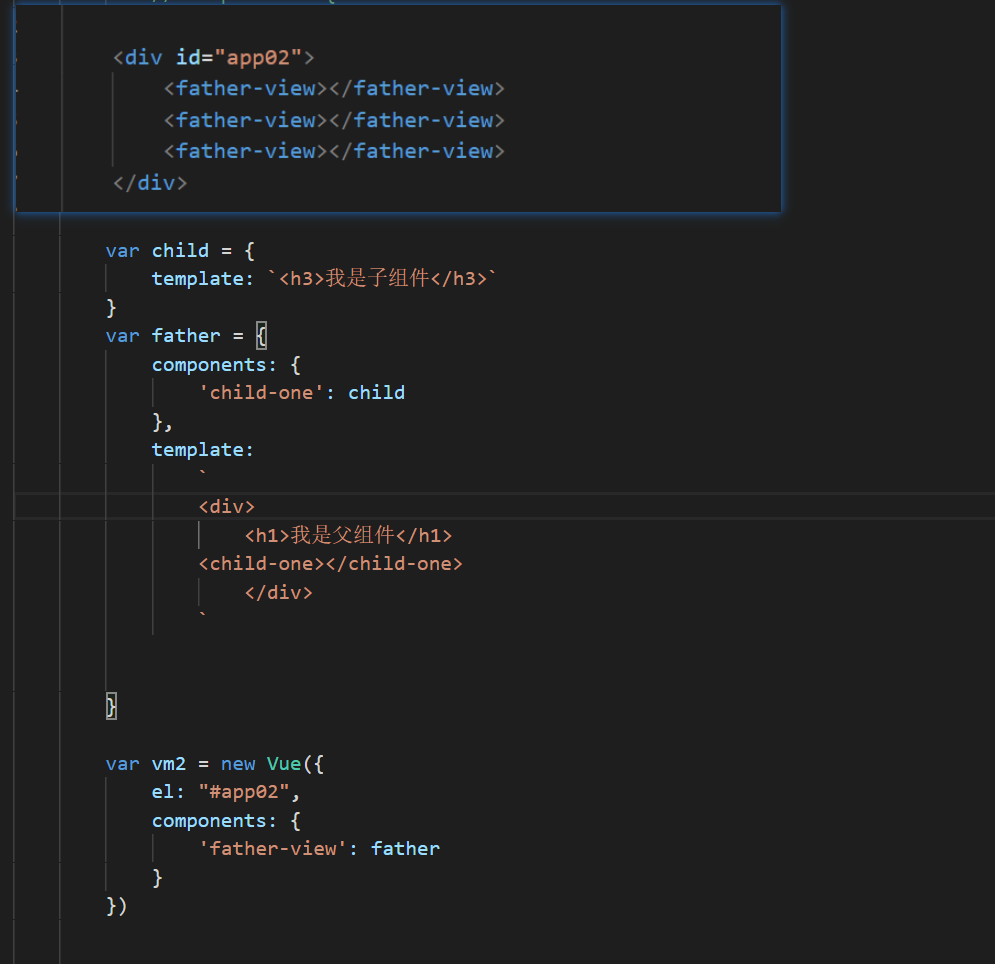 <div id="app02">
<father-view></father-view>
<father-view></father-view>
<father-view></father-view>
</div>
var child = {
template: `<h3>我是子组件</h3>`
}
var father = {
components: {
'child-one': child
},
template:
`
<div>
<h1>我是父组件</h1>
<child-one></child-one>
</div>
`
}
var vm2 = new Vue({
el: "#app02",
components: {
'father-view': father
}
})